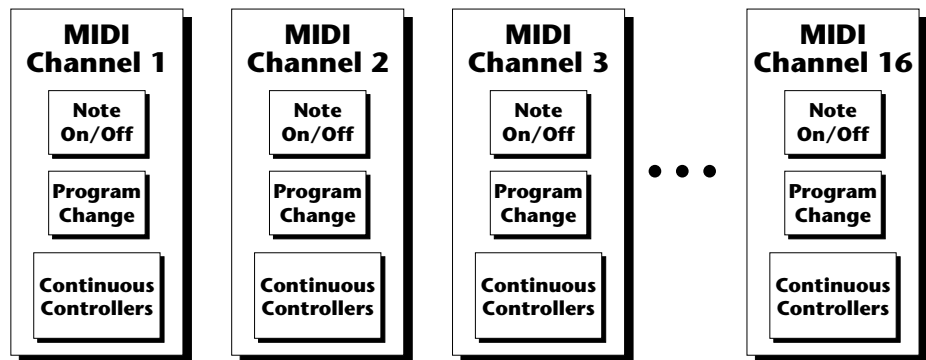 MIDI
Channel 1
Note
On/Off
Program
Change
Continuous
Controllers
MIDI
Channel 2
Note
On/Off
Program
Change
Continuous
Controllers
MIDI
Channel 3
Note
On/Off
Program
Change
Continuous
Controllers
MIDI
Channel 16
Note
On/Off
Program
Change
Continuous
Controllers